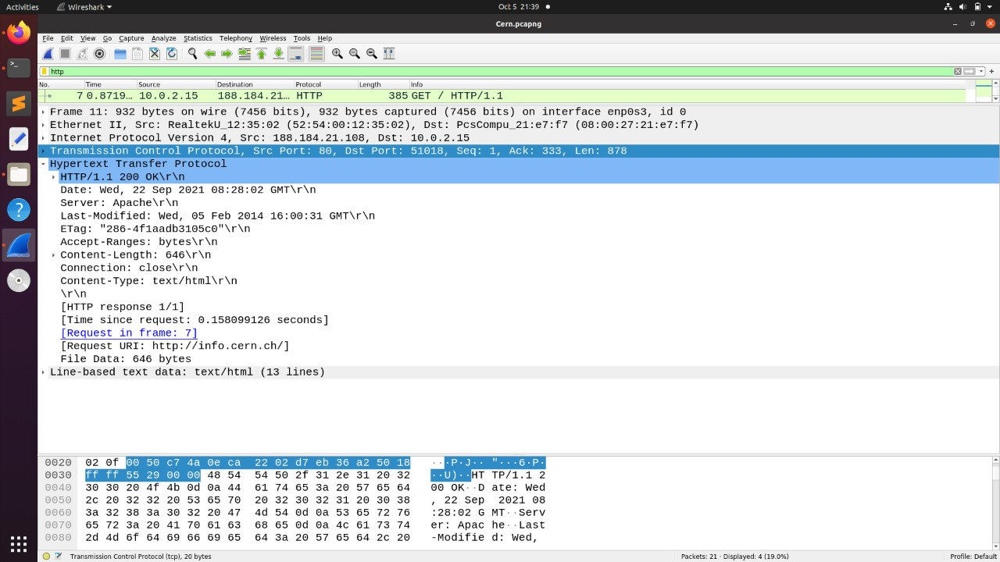 Activities Wireshark Oct 5 21:39
Cern.pcapng
File Edit View Go Capture Analyze Statistics Telephony Wireless Tools Help
http
No. Time Source Destination Protocol Length Info
7 0.8719… 10.0.2.15 188.184.21… HTTP 385 GET / HTTP/1.1
Frame 11: 932 bytes on wire (7456 bits), 932 bytes captured (7456 bits) on interface enp0s3, id 0
Ethernet II, Src: RealtekU_12:35:02 (52:54:00:12:35:02), Dst: PcsCompu_21:e7:f7 (08:00:27:21:e7:f7)
Internet Protocol Version 4, Src: 188.184.21.108, Dst: 10.0.2.15
Transmission Control Protocol, Src Port: 80, Dst Port: 51018, Seq: 1, Ack: 333, Len: 878
Hypertext Transfer Protocol
HTTP/1.1 200 OK\r\n
Date: Wed, 22 Sep 2021 08:28:02 GMT\r\n
Server: Apache\r\n
Last-Modified: Wed, 05 Feb 2014 16:00:31 GMT\r\n
ETag: "286-4f1aadb3105c0"\r\n
Accept-Ranges: bytes\r\n
Content-Length: 646\r\n
Connection: close\r\n
Content-Type: text/html\r\n
\r\n
[HTTP response 1/1]
[Time since request: 0.158099126 seconds]
[Request in frame: 7]
[Request URI: http://info.cern.ch/]
File Data: 646 bytes
Line-based text data: text/html (13 lines)
0020 02 0f 00 50 c7 4a 0e ca 22 02 d7 eb 36 a2 50 18 ···P·J·· "···6·P·
0030 ff ff 55 29 00 00 48 54 54 50 2f 31 2e 31 20 32 ··U)··HT TP/1.1 2
0040 30 30 20 4f 4b 0d 0a 44 61 74 65 3a 20 57 65 64 00 OK··D ate: Wed
0050 2c 20 32 32 20 53 65 70 20 32 30 32 31 20 30 38 , 22 Sep 2021 08
0060 3a 32 38 3a 30 32 20 47 4d 54 0d 0a 53 65 72 76 :28:02 G MT··Serv
0070 65 72 3a 20 41 70 61 63 68 65 0d 0a 4c 61 73 74 er: Apac he··Last
0080 2d 4d 6f 64 69 66 69 65 64 3a 20 57 65 64 2c 20 -Modifie d: Wed,
Transmission Control Protocol (tcp), 20 bytes Packets: 21 · Displayed: 4 (19.0%) Profile: Default